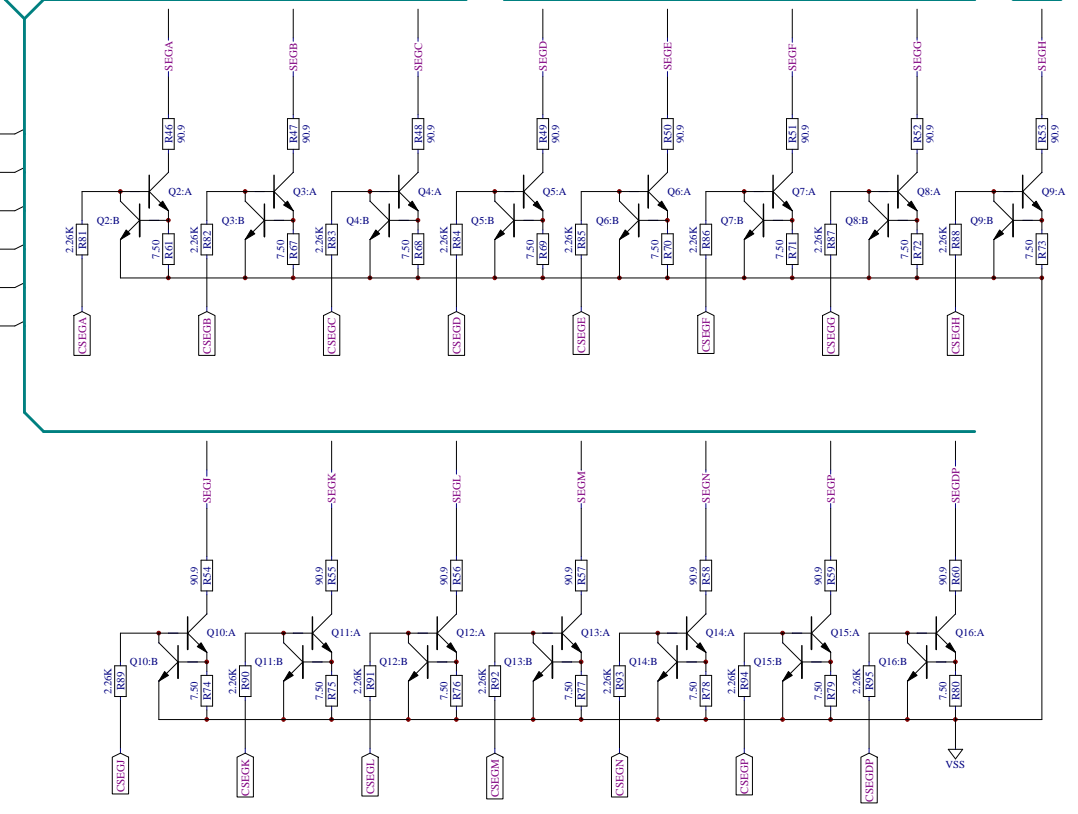 SEGA SEGB SEGC SEGD SEGE SEGF SEGG SEGH
R46 90.9 R47 90.9 R48 90.9 R49 90.9 R50 90.9 R51 90.9 R52 90.9 R53 90.9
Q2:A Q3:A Q4:A Q5:A Q6:A Q7:A Q8:A Q9:A
Q2:B Q3:B Q4:B Q5:B Q6:B Q7:B Q8:B Q9:B
2.26K R81 7.50 R61 2.26K R82 7.50 R67 2.26K R83 7.50 R68 2.26K R84 7.50 R69 2.26K R85 7.50 R70 2.26K R86 7.50 R71 2.26K R87 7.50 R72 2.26K R88 7.50 R73
CSEGA CSEGB CSEGC CSEGD CSEGE CSEGF CSEGG CSEGH
SEGJ SEGK SEGL SEGM SEGN SEGP SEGDP
90.9 R54 90.9 R55 90.9 R56 90.9 R57 90.9 R58 90.9 R59 90.9 R60
Q10:A Q11:A Q12:A Q13:A Q14:A Q15:A Q16:A
Q10:B Q11:B Q12:B Q13:B Q14:B Q15:B Q16:B
2.26K R89 7.50 R74 2.26K R90 7.50 R75 2.26K R91 7.50 R76 2.26K R92 7.50 R77 2.26K R93 7.50 R78 2.26K R94 7.50 R79 2.26K R95 7.50 R80
CSEGJ CSEGK CSEGL CSEGM CSEGN CSEGP CSEGDP
VSS